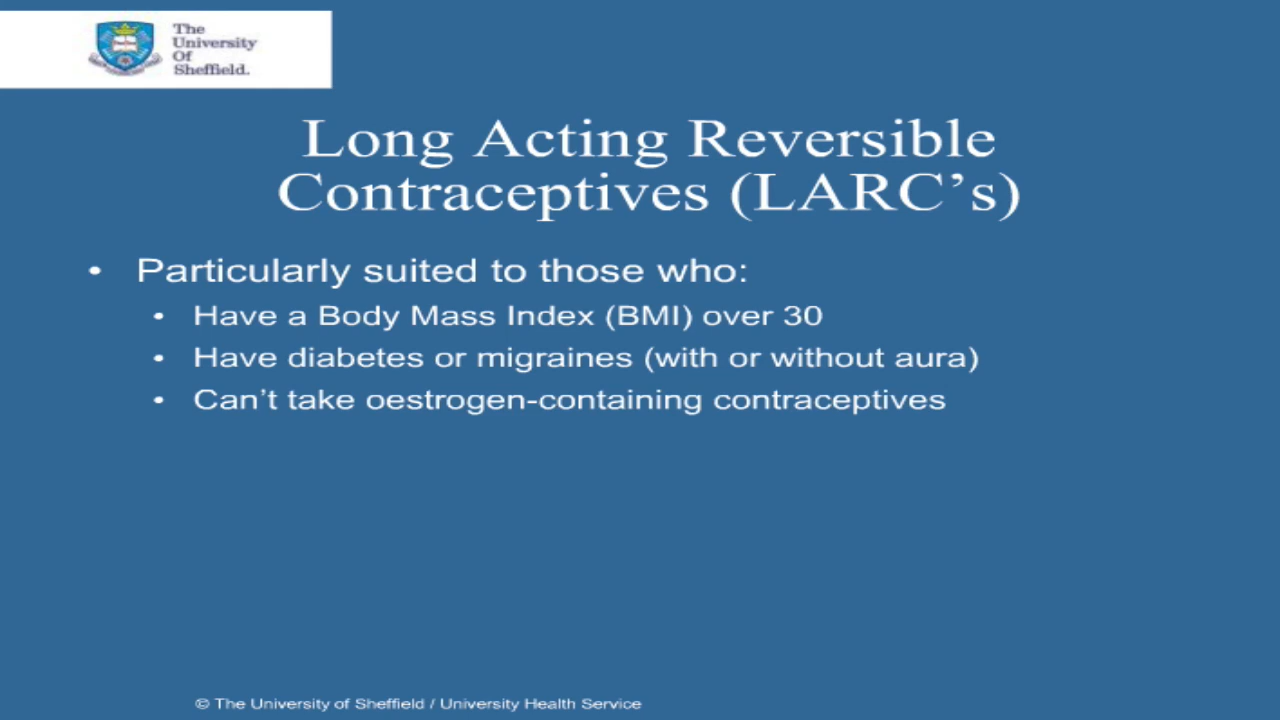 The
University
Of
Sheffield.
Long Acting Reversible
Contraceptives (LARC’s)
• Particularly suited to those who:
• Have a Body Mass Index (BMI) over 30
• Have diabetes or migraines (with or without aura)
• Can’t take oestrogen-containing contraceptives
© The University of Sheffield / University Health Service